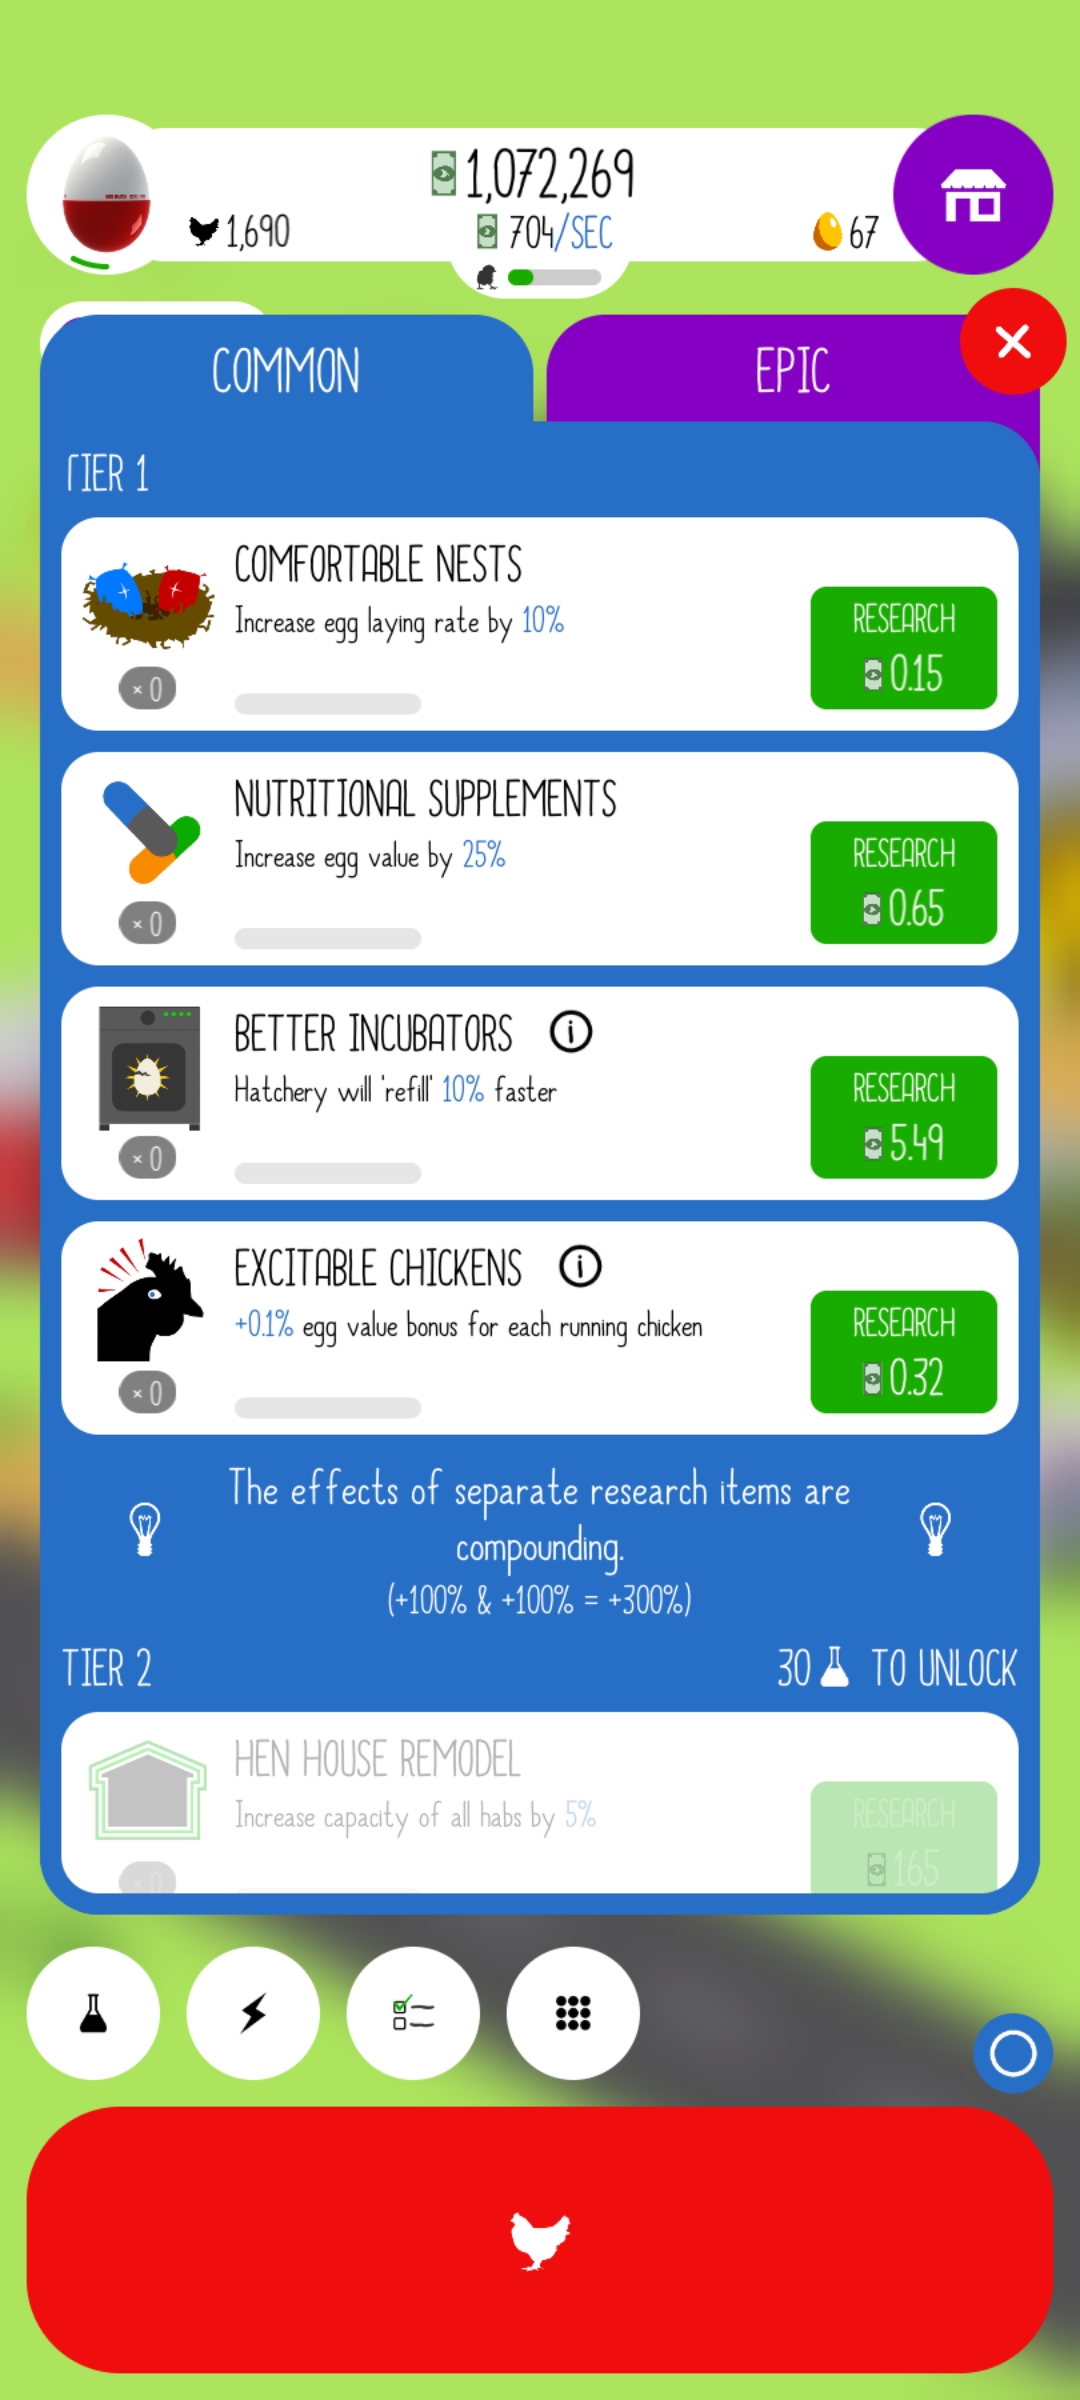 1,072,269
1,690
704/SEC
67
COMMON
EPIC
TIER 1
COMFORTABLE NESTS
Increase egg laying rate by 10%
RESEARCH
0.15
× 0
NUTRITIONAL SUPPLEMENTS
Increase egg value by 25%
RESEARCH
0.65
× 0
BETTER INCUBATORS
Hatchery will 'refill' 10% faster
RESEARCH
5.49
× 0
EXCITABLE CHICKENS
+0.1% egg value bonus for each running chicken
RESEARCH
0.32
× 0
The effects of separate research items are
compounding.
(+100% & +100% = +300%)
TIER 2
30 TO UNLOCK
HEN HOUSE REMODEL
Increase capacity of all habs by 5%
RESEARCH
165
× 0